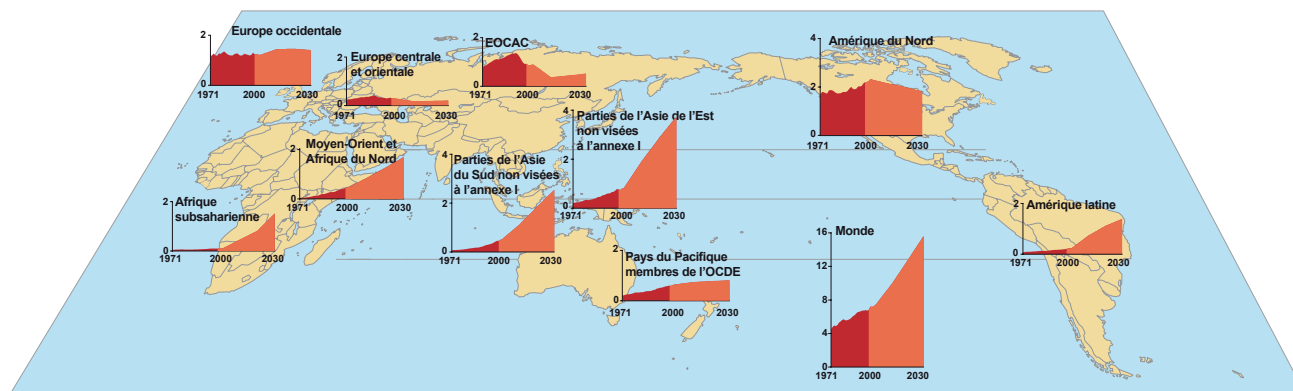 Europe occidentale
2
0
1971 2000 2030
Europe centrale
et orientale
2
0
1971 2000 2030
EOCAC
2
0
1971 2000 2030
Amérique du Nord
4
2
0
1971 2000 2030
Parties de l'Asie de l'Est
non visées
à l'annexe I
4
2
0
1971 2000 2030
Moyen-Orient et
Afrique du Nord
2
0
1971 2000 2030
Parties de l'Asie
du Sud non visées
à l'annexe I
4
2
0
1971 2000 2030
Afrique
subsaharienne
2
0
1971 2000 2030
Pays du Pacifique
membres de l'OCDE
2
0
1971 2000 2030
Monde
16
12
8
4
0
1971 2000 2030
Amérique latine
2
0
1971 2000 2030